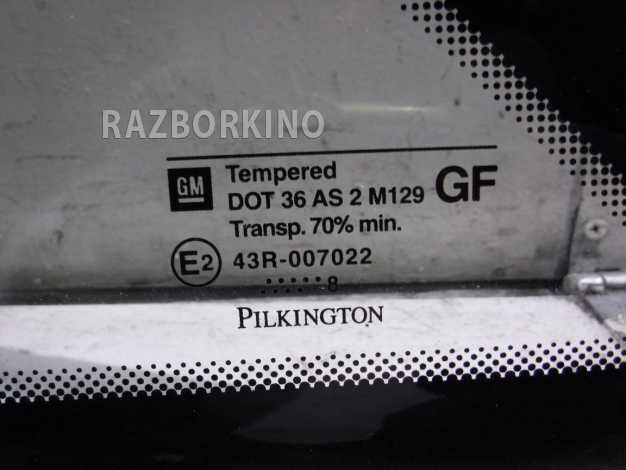 RAZBORKINO
GM Tempered GF
DOT 36 AS 2 M129
Transp. 70% min.
E2 43R-007022
8
PILKINGTON